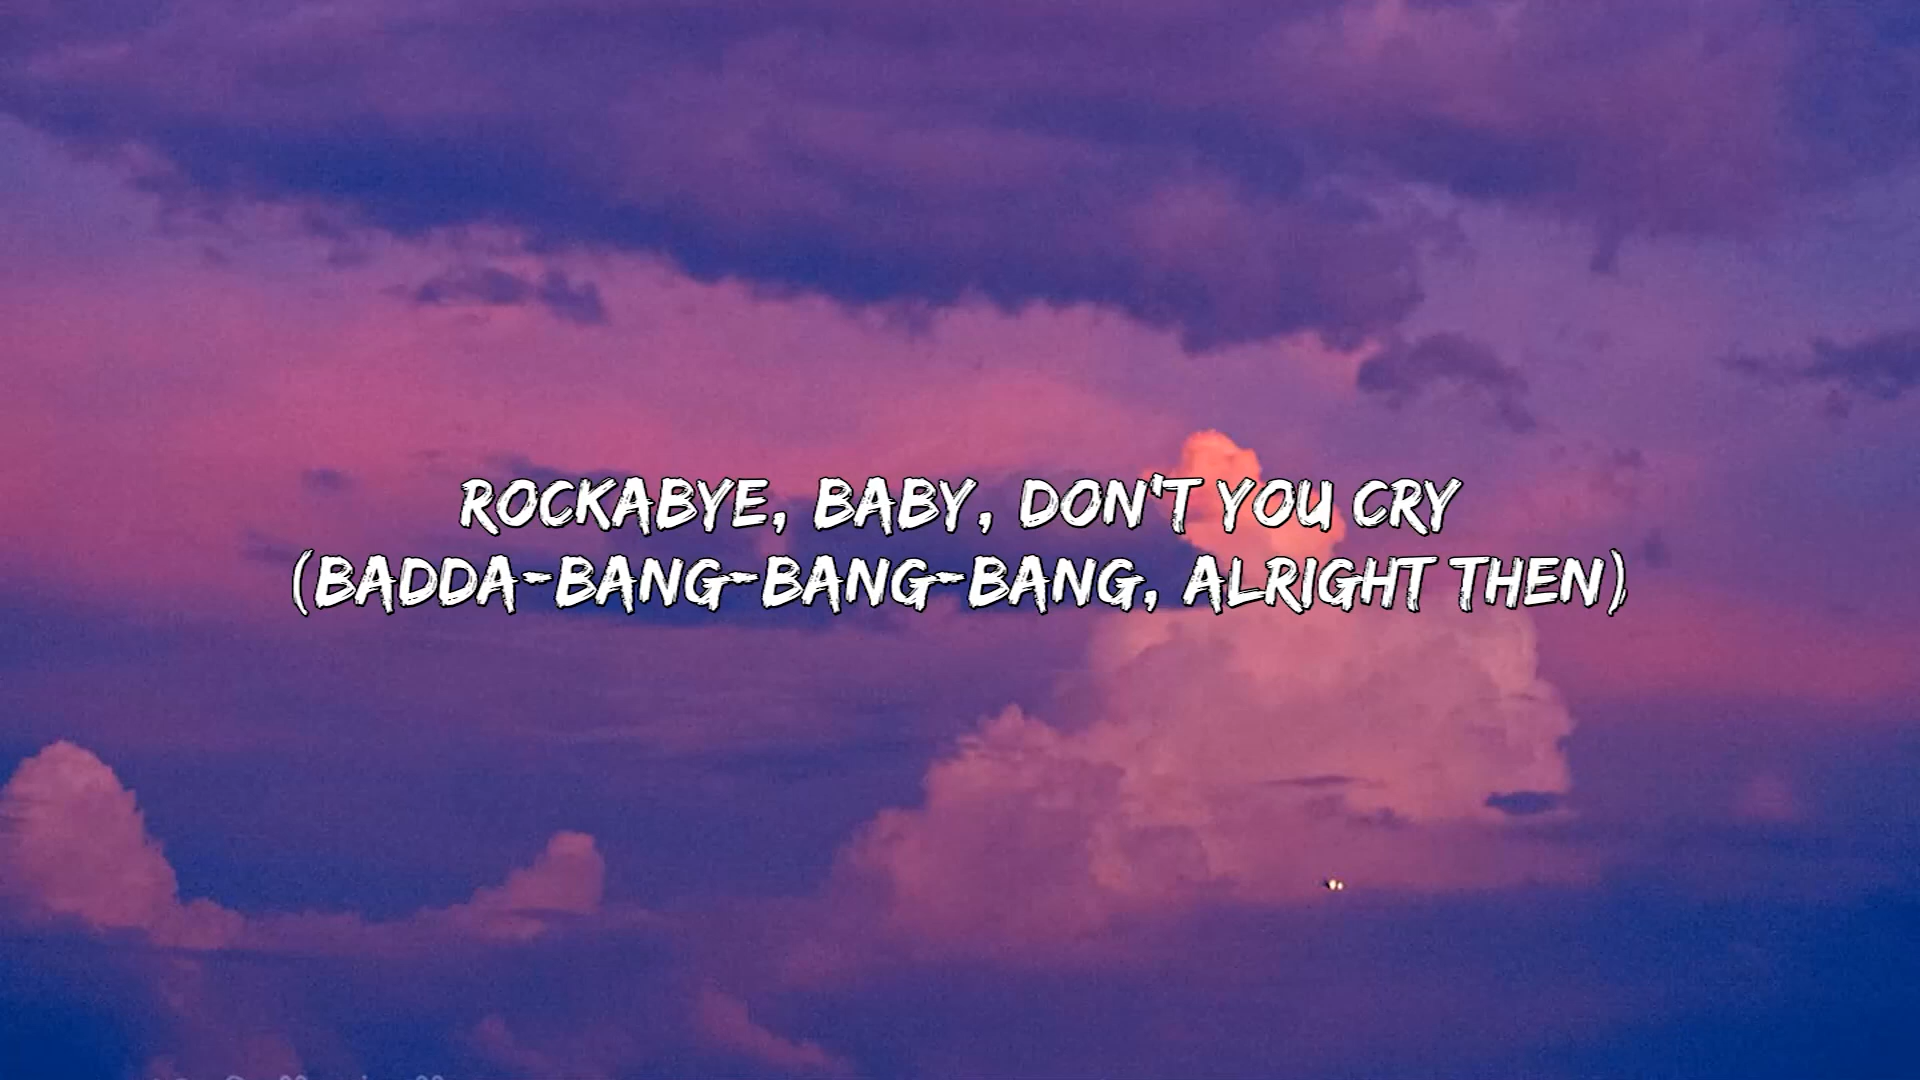 ROCKABYE, BABY, DON'T YOU CRY
(BADDA-BANG-BANG-BANG, ALRIGHT THEN)